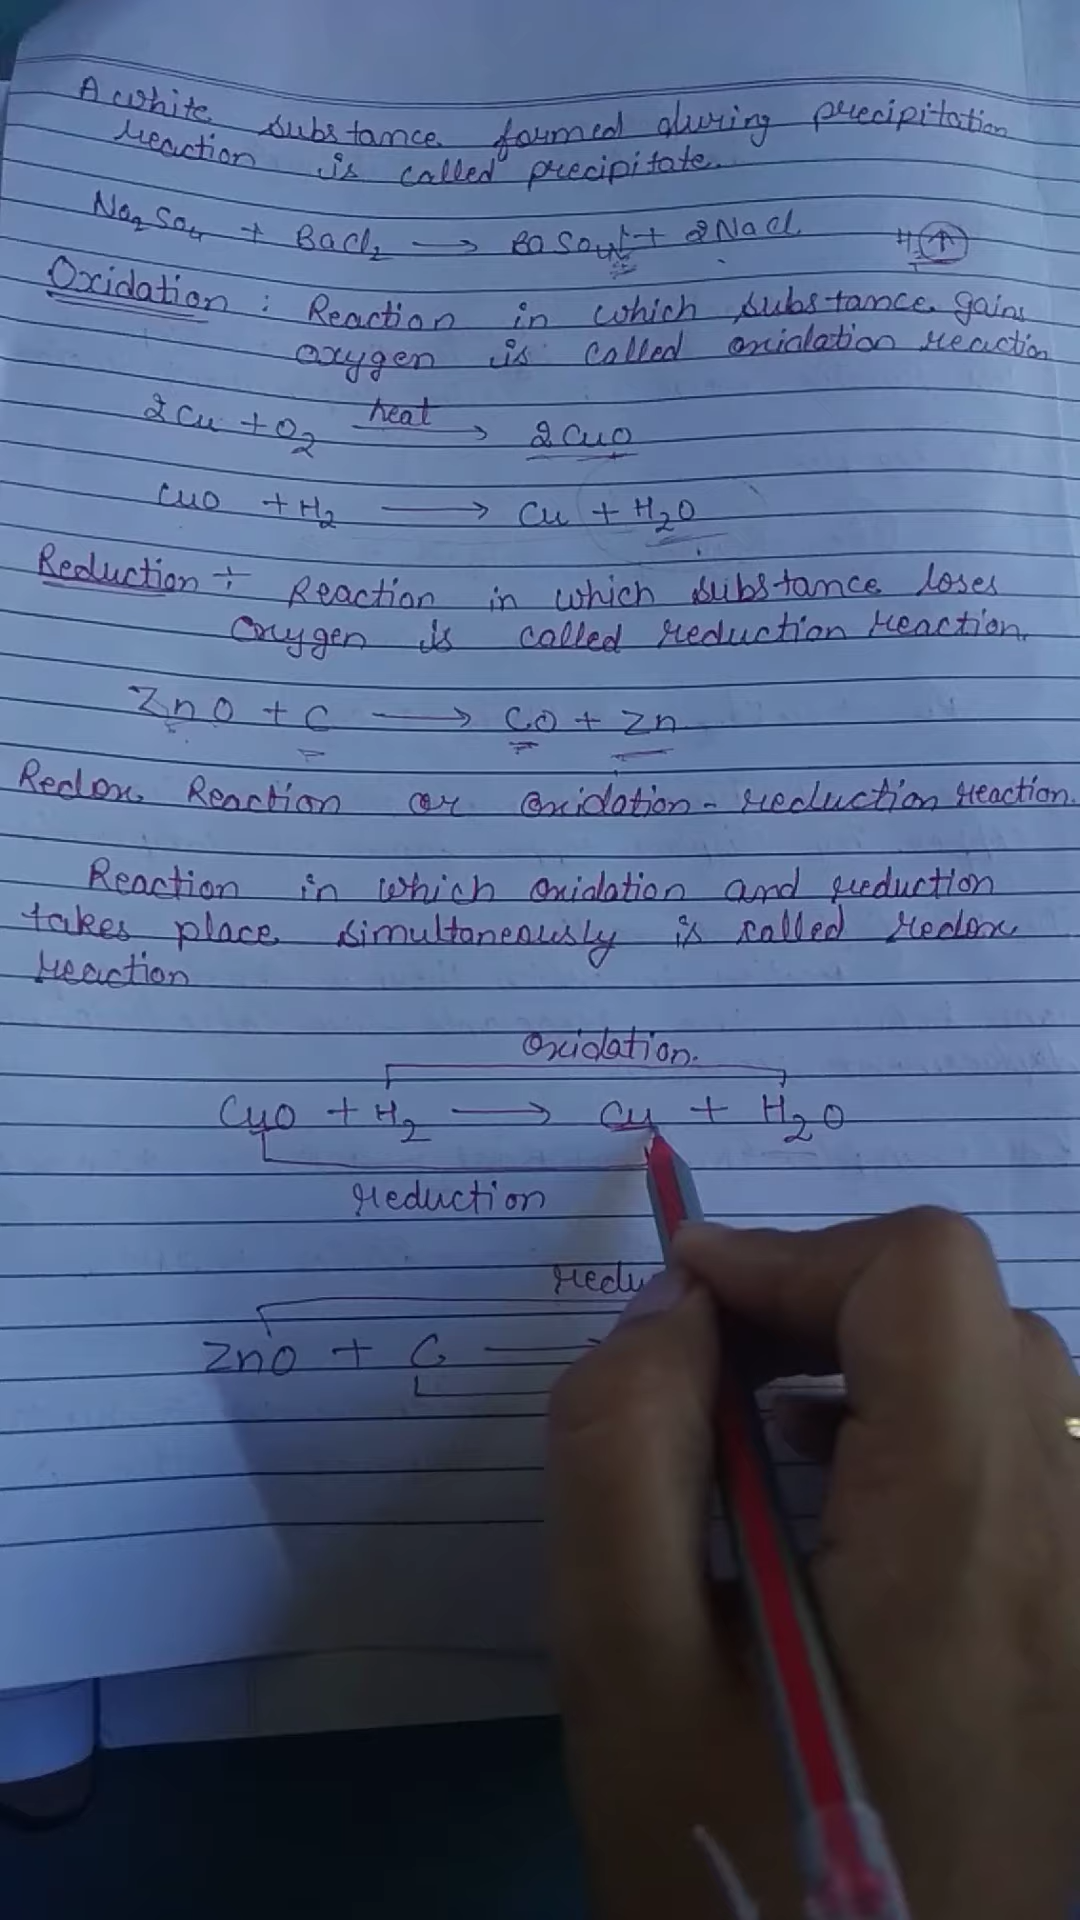 A white substance formed during precipitation
reaction is called precipitate.
Na₂So₄ + BaCl₂ → BaSo₄↓ + 2NaCl
Oxidation : Reaction in which substance gains
oxygen is called oxidation reaction
2Cu + O₂ heat → 2CuO
CuO + H₂ → Cu + H₂O
Reduction ÷ Reaction in which substance loses
oxygen is called reduction reaction.
ZnO + C → CO + Zn
Redox Reaction or oxidation - reduction reaction.
Reaction in which oxidation and reduction
takes place simultaneously is called redox
reaction
oxidation.
CuO + H₂ → Cu + H₂O
reduction
redu
ZnO + C →